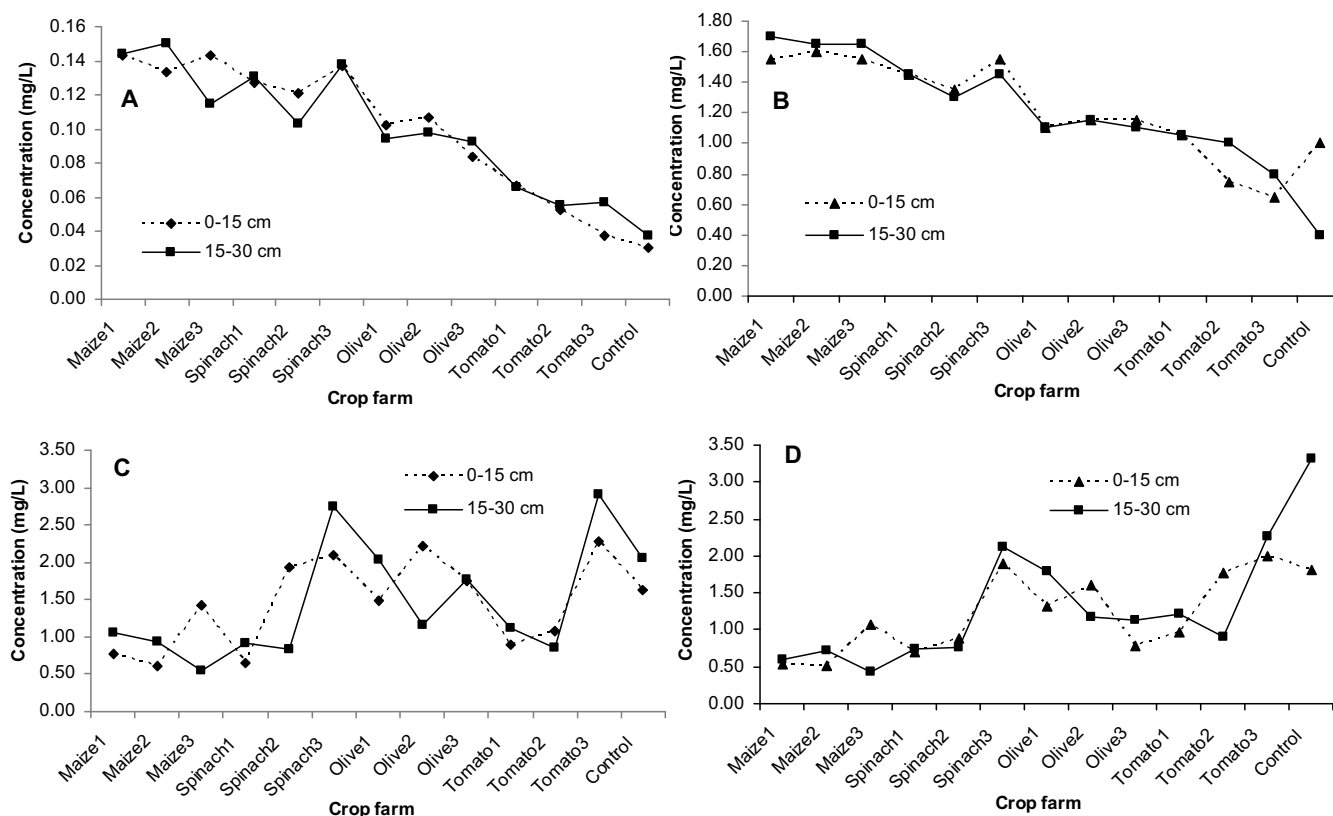 A
Concentration (mg/L)
0.16
0.14
0.12
0.10
0.08
0.06
0.04
0.02
0.00
0-15 cm
15-30 cm
Maize1
Maize2
Maize3
Spinach1
Spinach2
Spinach3
Olive1
Olive2
Olive3
Tomato1
Tomato2
Tomato3
Control
Crop farm
B
Concentration (mg/L)
1.80
1.60
1.40
1.20
1.00
0.80
0.60
0.40
0.20
0.00
0-15 cm
15-30 cm
Maize1
Maize2
Maize3
Spinach1
Spinach2
Spinach3
Olive1
Olive2
Olive3
Tomato1
Tomato2
Tomato3
Control
Crop farm
C
Concentration (mg/L)
3.50
3.00
2.50
2.00
1.50
1.00
0.50
0.00
0-15 cm
15-30 cm
Maize1
Maize2
Maize3
Spinach1
Spinach2
Spinach3
Olive1
Olive2
Olive3
Tomato1
Tomato2
Tomato3
Control
Crop farm
D
Concentration (mg/L)
3.50
3.00
2.50
2.00
1.50
1.00
0.50
0.00
0-15 cm
15-30 cm
Maize1
Maize2
Maize3
Spinach1
Spinach2
Spinach3
Olive1
Olive2
Olive3
Tomato1
Tomato2
Tomato3
Control
Crop farm